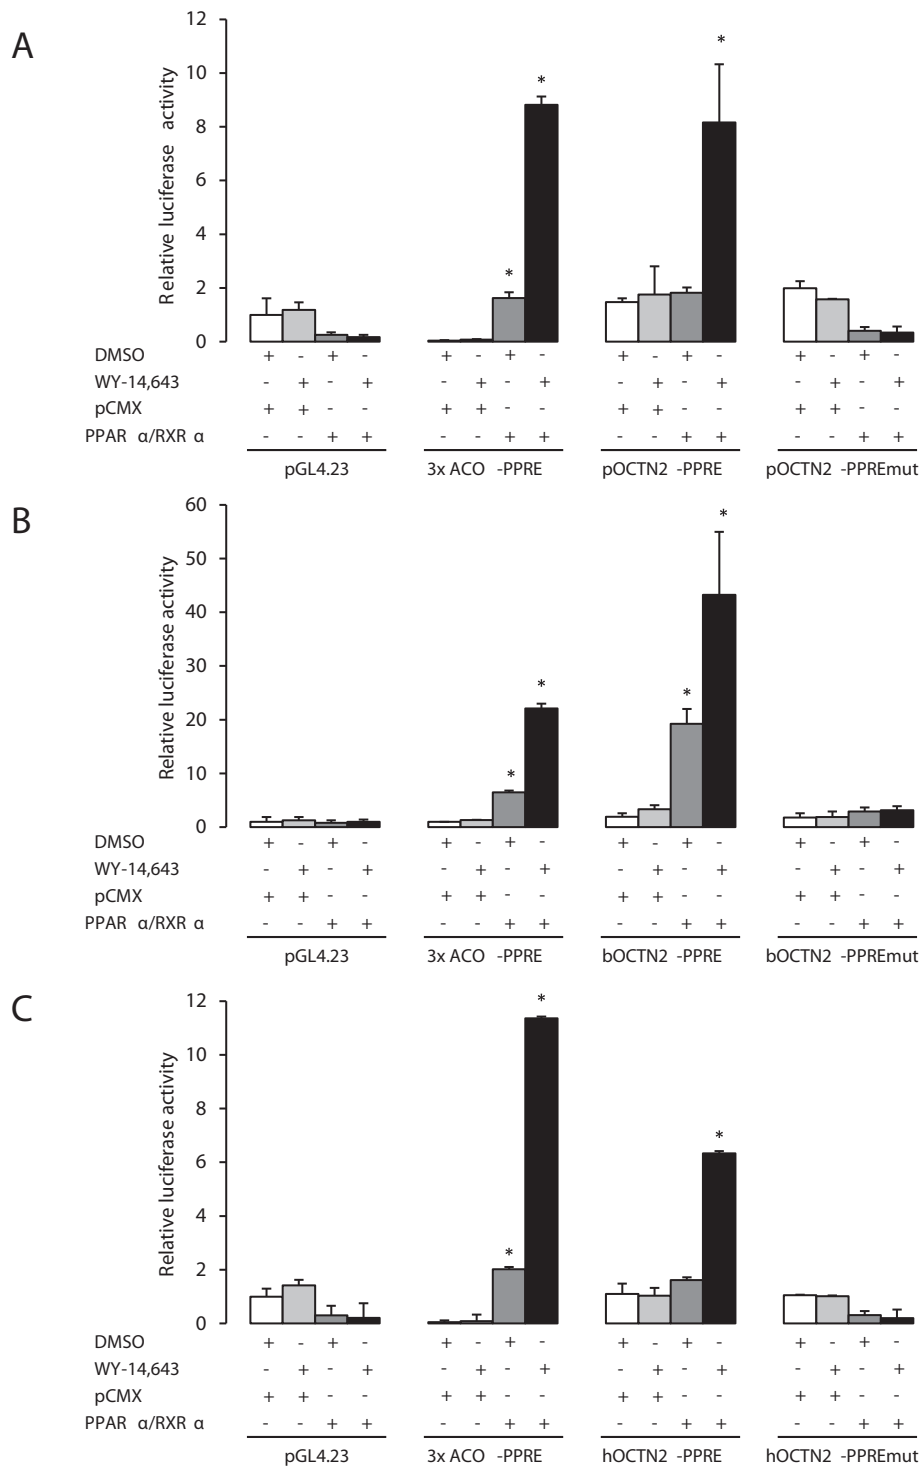 A
Relative luciferase activity
12
10
8
6
4
2
0
* * * *
DMSO + - + - + - + - + - + - + - + -
WY-14,643 - + - + - + - + - + - + - + - +
pCMX + + - - + + - - + + - - + + - -
PPAR α/RXR α - - + + - - + + - - + + - - + +
pGL4.23 3x ACO -PPRE pOCTN2 -PPRE pOCTN2 -PPREmut
B
Relative luciferase activity
60
50
40
30
20
10
0
* * * *
DMSO + - + - + - + - + - + - + - + -
WY-14,643 - + - + - + - + - + - + - + - +
pCMX + + - - + + - - + + - - + + - -
PPAR α/RXR α - - + + - - + + - - + + - - + +
pGL4.23 3x ACO -PPRE bOCTN2 -PPRE bOCTN2 -PPREmut
C
Relative luciferase activity
12
10
8
6
4
2
0
* * *
DMSO + - + - + - + - + - + - + - + -
WY-14,643 - + - + - + - + - + - + - + - +
pCMX + + - - + + - - + + - - + + - -
PPAR α/RXR α - - + + - - + + - - + + - - + +
pGL4.23 3x ACO -PPRE hOCTN2 -PPRE hOCTN2 -PPREmut